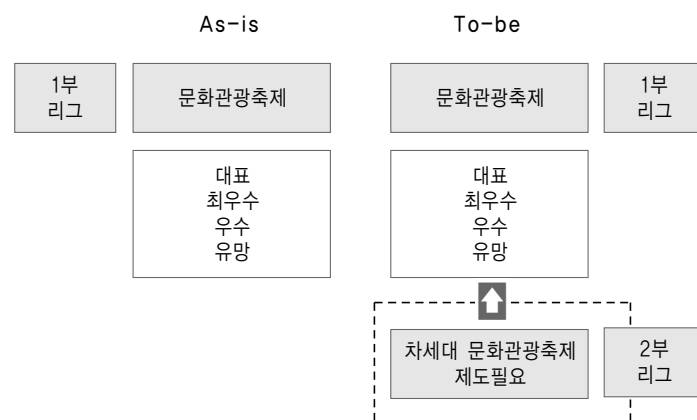 As-is
To-be
1부
리그
문화관광축제
문화관광축제
1부
리그
대표
최우수
우수
유망
대표
최우수
우수
유망
차세대 문화관광축제
제도필요
2부
리그